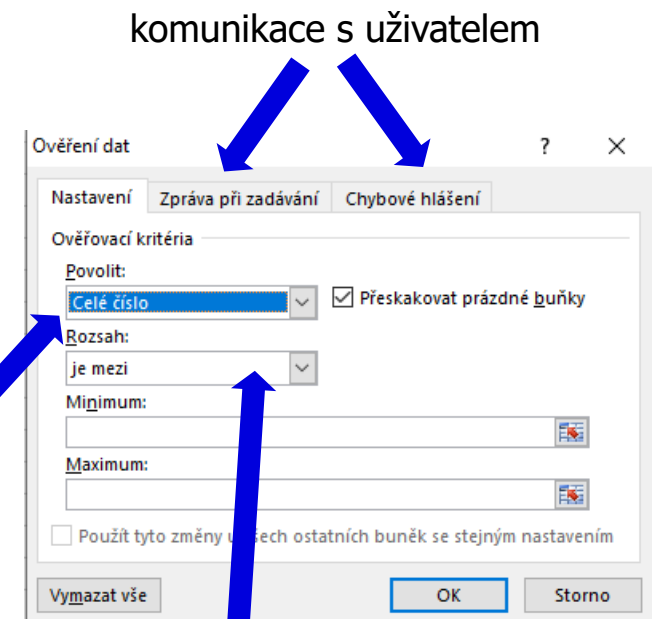 komunikace s uživatelem
Ověření dat ? ×
Nastavení Zpráva při zadávání Chybové hlášení
Ověřovací kritéria
Povolit:
Celé číslo Přeskakovat prázdné buňky
Rozsah:
je mezi
Minimum:
Maximum:
Použít tyto změny u všech ostatních buněk se stejným nastavením
Vymazat vše OK Storno